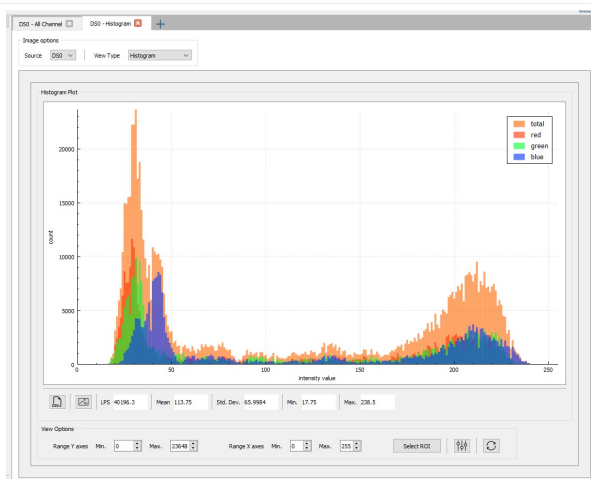 DS0 - All Channel
DS0 - Histogram
Image options
Source DS0 View Type Histogram
Histogram Plot
total
red
green
blue
20000
15000
10000
5000
0
count
0 50 100 150 200 250
intensity value
LPS 40196.3 Mean 113.75 Std. Dev. 65.9984 Min. 17.75 Max. 238.5
View Options
Range Y axes Min. 0 Max. 23648 Range X axes Min. 0 Max. 255 Select ROI